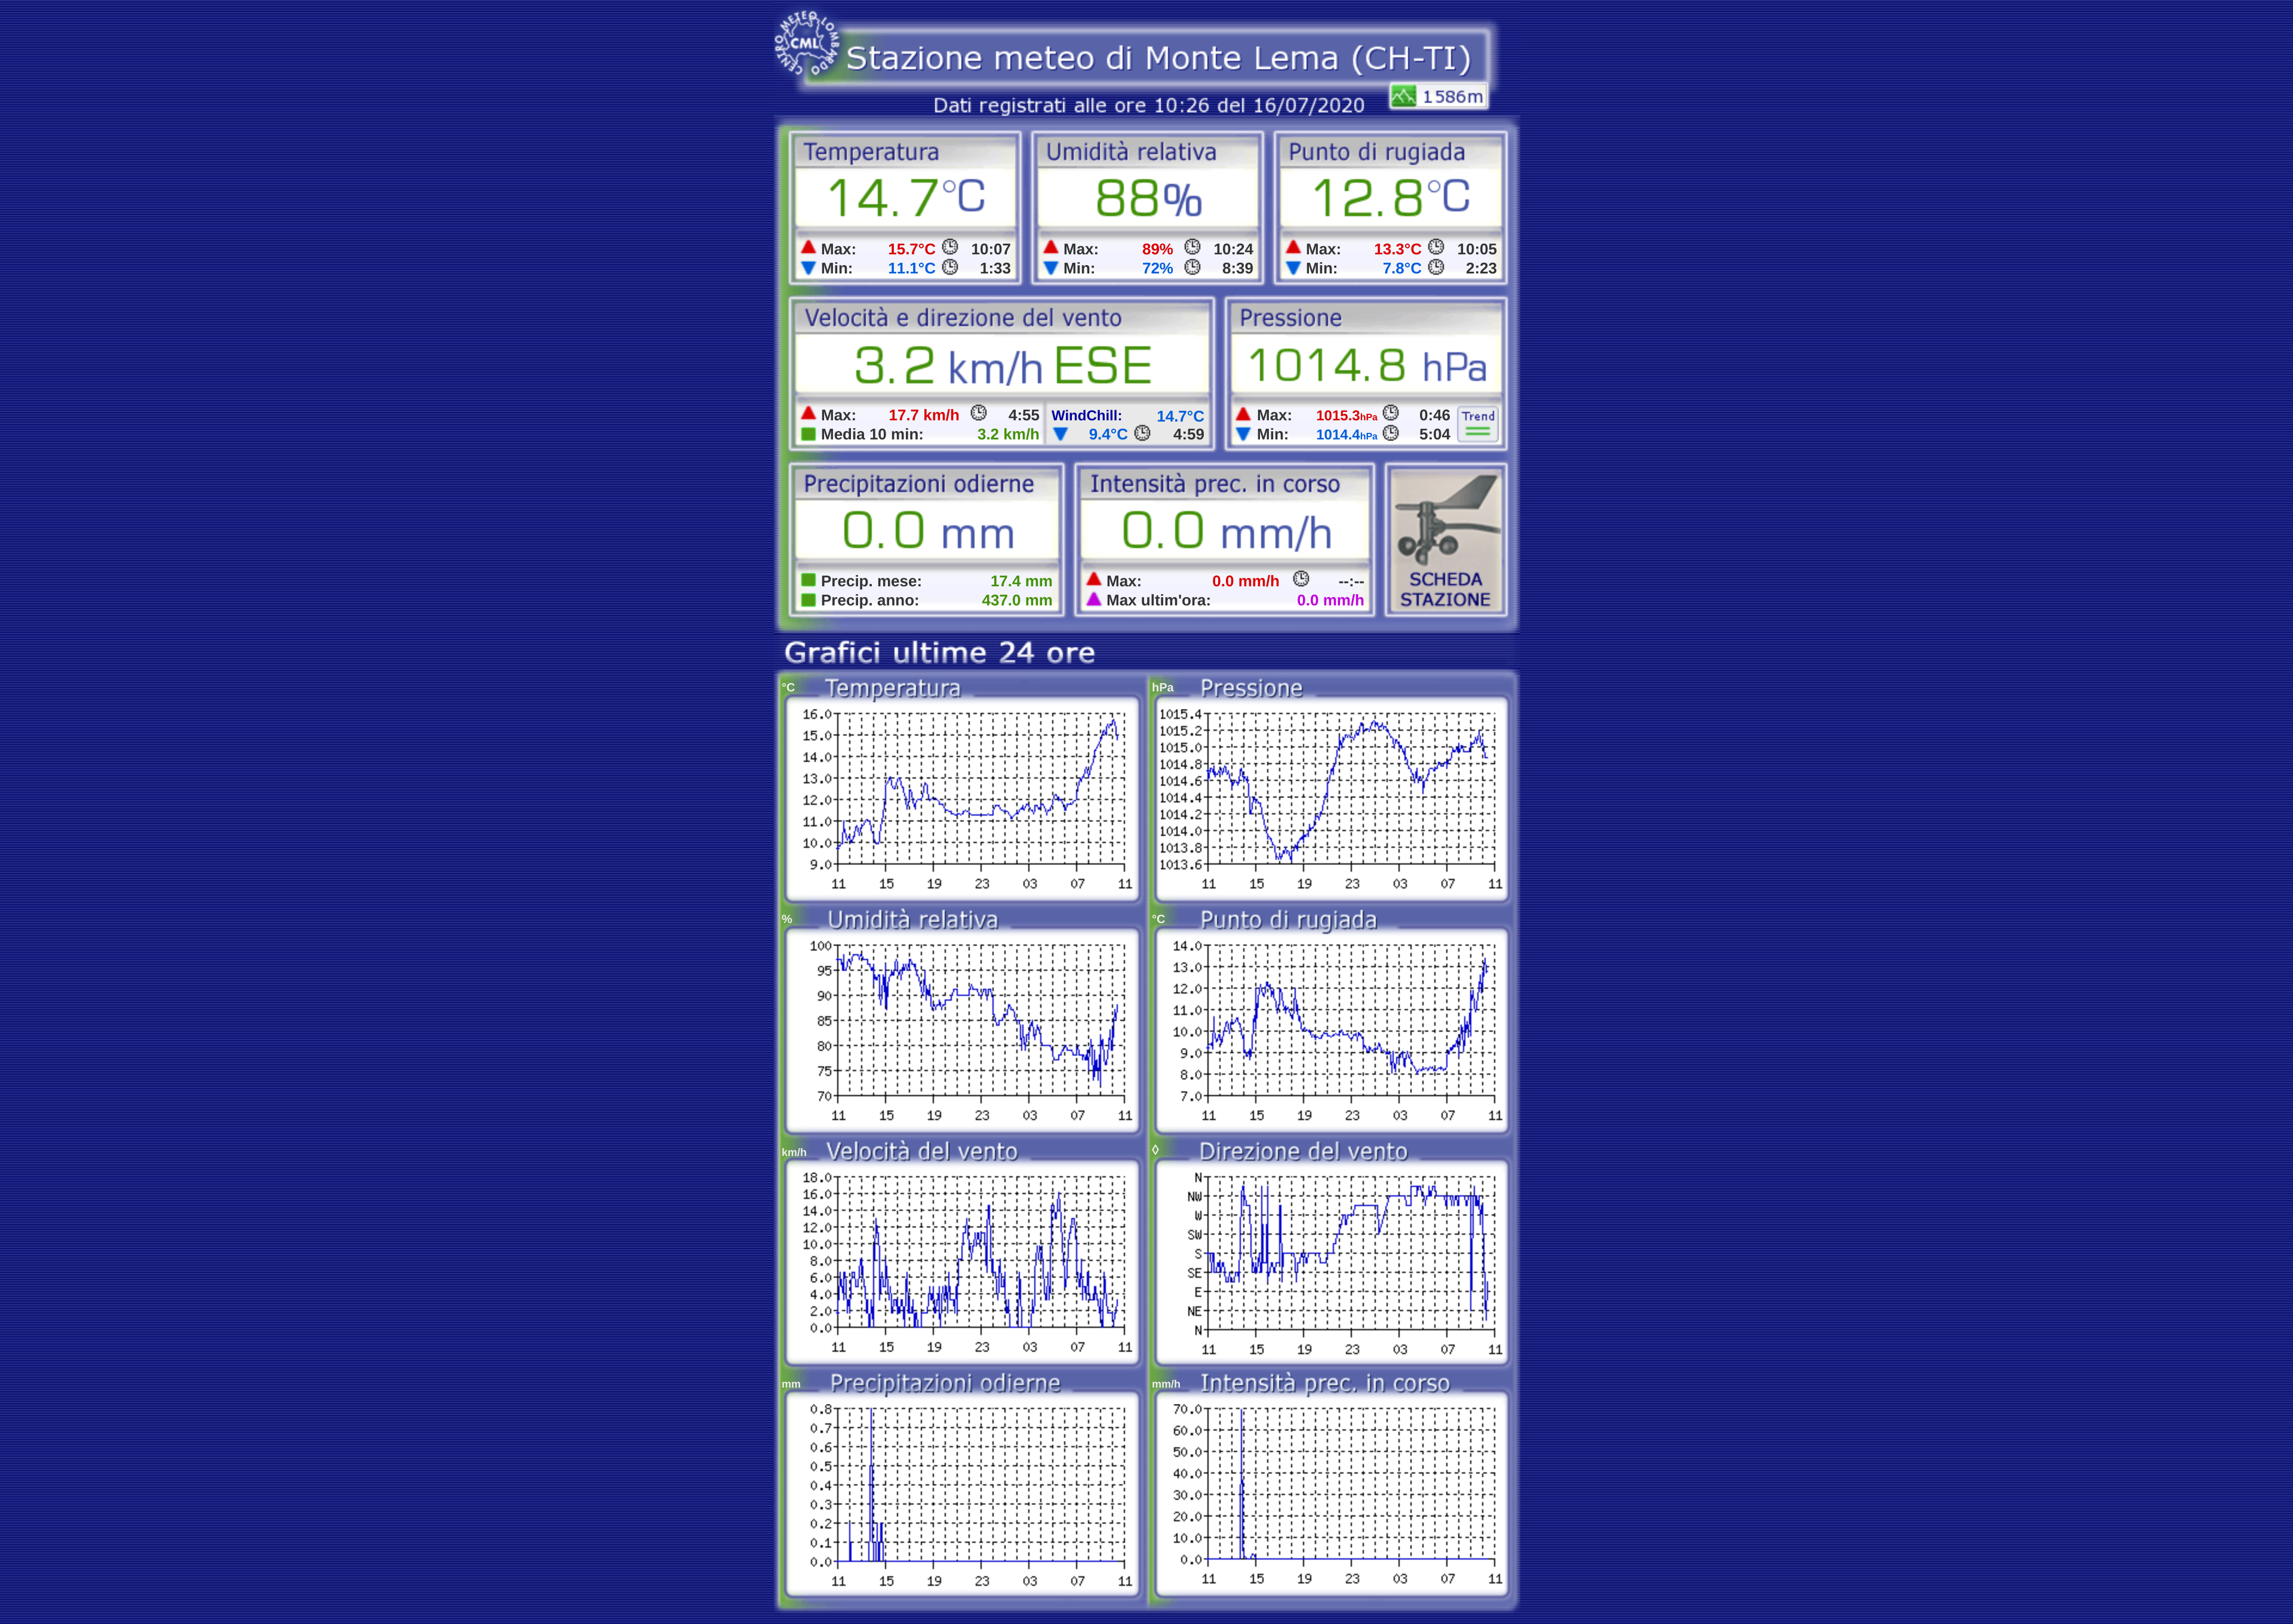 CENTRO METEO LOMBARDO
CML
Stazione meteo di Monte Lema (CH-TI)
Dati registrati alle ore 10:26 del 16/07/2020
1586m
Temperatura
14.7°C
Max: 15.7°C 10:07
Min: 11.1°C 1:33
Umidità relativa
88%
Max: 89% 10:24
Min: 72% 8:39
Punto di rugiada
12.8°C
Max: 13.3°C 10:05
Min: 7.8°C 2:23
Velocità e direzione del vento
3.2 km/h ESE
Max: 17.7 km/h 4:55
Media 10 min: 3.2 km/h
WindChill: 14.7°C
9.4°C 4:59
Pressione
1014.8 hPa
Max: 1015.3hPa 0:46
Min: 1014.4hPa 5:04
Trend
Precipitazioni odierne
0.0 mm
Precip. mese: 17.4 mm
Precip. anno: 437.0 mm
Intensità prec. in corso
0.0 mm/h
Max: 0.0 mm/h --:--
Max ultim'ora: 0.0 mm/h
SCHEDA
STAZIONE
Grafici ultime 24 ore
°C Temperatura
16.0
15.0
14.0
13.0
12.0
11.0
10.0
9.0
11 15 19 23 03 07 11
hPa Pressione
1015.4
1015.2
1015.0
1014.8
1014.6
1014.4
1014.2
1014.0
1013.8
1013.6
11 15 19 23 03 07 11
% Umidità relativa
100
95
90
85
80
75
70
11 15 19 23 03 07 11
°C Punto di rugiada
14.0
13.0
12.0
11.0
10.0
9.0
8.0
7.0
11 15 19 23 03 07 11
km/h Velocità del vento
18.0
16.0
14.0
12.0
10.0
8.0
6.0
4.0
2.0
0.0
11 15 19 23 03 07 11
◊ Direzione del vento
N
NW
W
SW
S
SE
E
NE
N
11 15 19 23 03 07 11
mm Precipitazioni odierne
0.8
0.7
0.6
0.5
0.4
0.3
0.2
0.1
0.0
11 15 19 23 03 07 11
mm/h Intensità prec. in corso
70.0
60.0
50.0
40.0
30.0
20.0
10.0
0.0
11 15 19 23 03 07 11